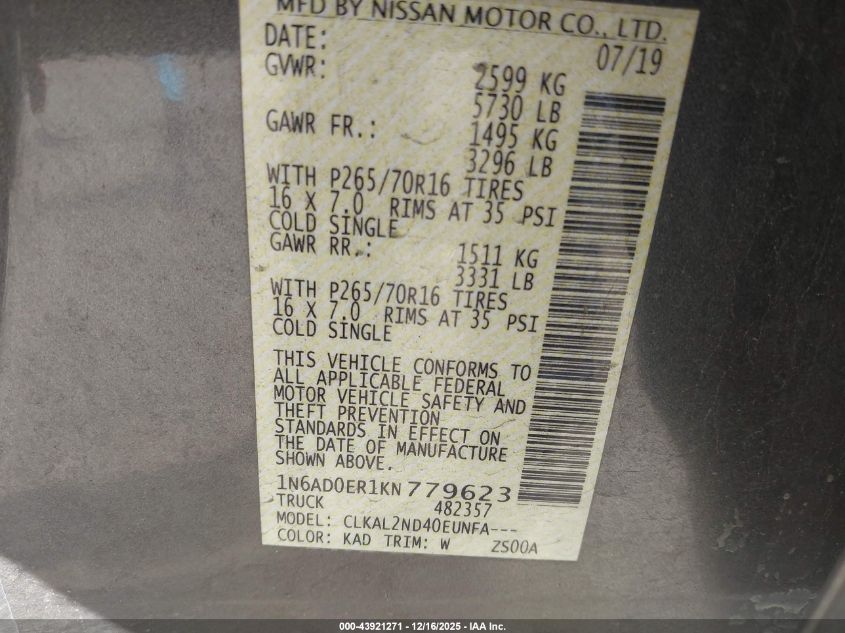 MFD BY NISSAN MOTOR CO., LTD.
DATE: 07/19
GVWR: 2599 KG
5730 LB
GAWR FR.: 1495 KG
3296 LB
WITH P265/70R16 TIRES
16 X 7.0 RIMS AT 35 PSI
COLD SINGLE
GAWR RR.: 1511 KG
3331 LB
WITH P265/70R16 TIRES
16 X 7.0 RIMS AT 35 PSI
COLD SINGLE
THIS VEHICLE CONFORMS TO
ALL APPLICABLE FEDERAL
MOTOR VEHICLE SAFETY AND
THEFT PREVENTION
STANDARDS IN EFFECT ON
THE DATE OF MANUFACTURE
SHOWN ABOVE.
1N6AD0ER1KN779623
TRUCK 482357
MODEL: CLKAL2ND40EUNFA---
COLOR: KAD TRIM: W ZS00A
000-43921271 - 12/16/2025 - IAA Inc.